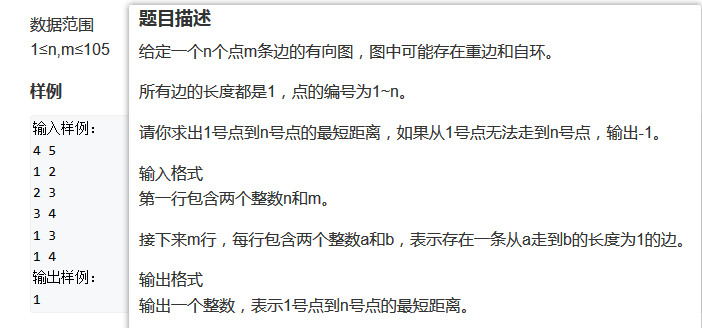 数据范围
1≤n,m≤105
样例
输入样例：
4 5
1 2
2 3
3 4
1 3
1 4
输出样例：
1
题目描述
给定一个n个点m条边的有向图，图中可能存在重边和自环。
所有边的长度都是1，点的编号为1~n。
请你求出1号点到n号点的最短距离，如果从1号点无法走到n号点，输出-1。
输入格式
第一行包含两个整数n和m。
接下来m行，每行包含两个整数a和b，表示存在一条从a走到b的长度为1的边。
输出格式
输出一个整数，表示1号点到n号点的最短距离。